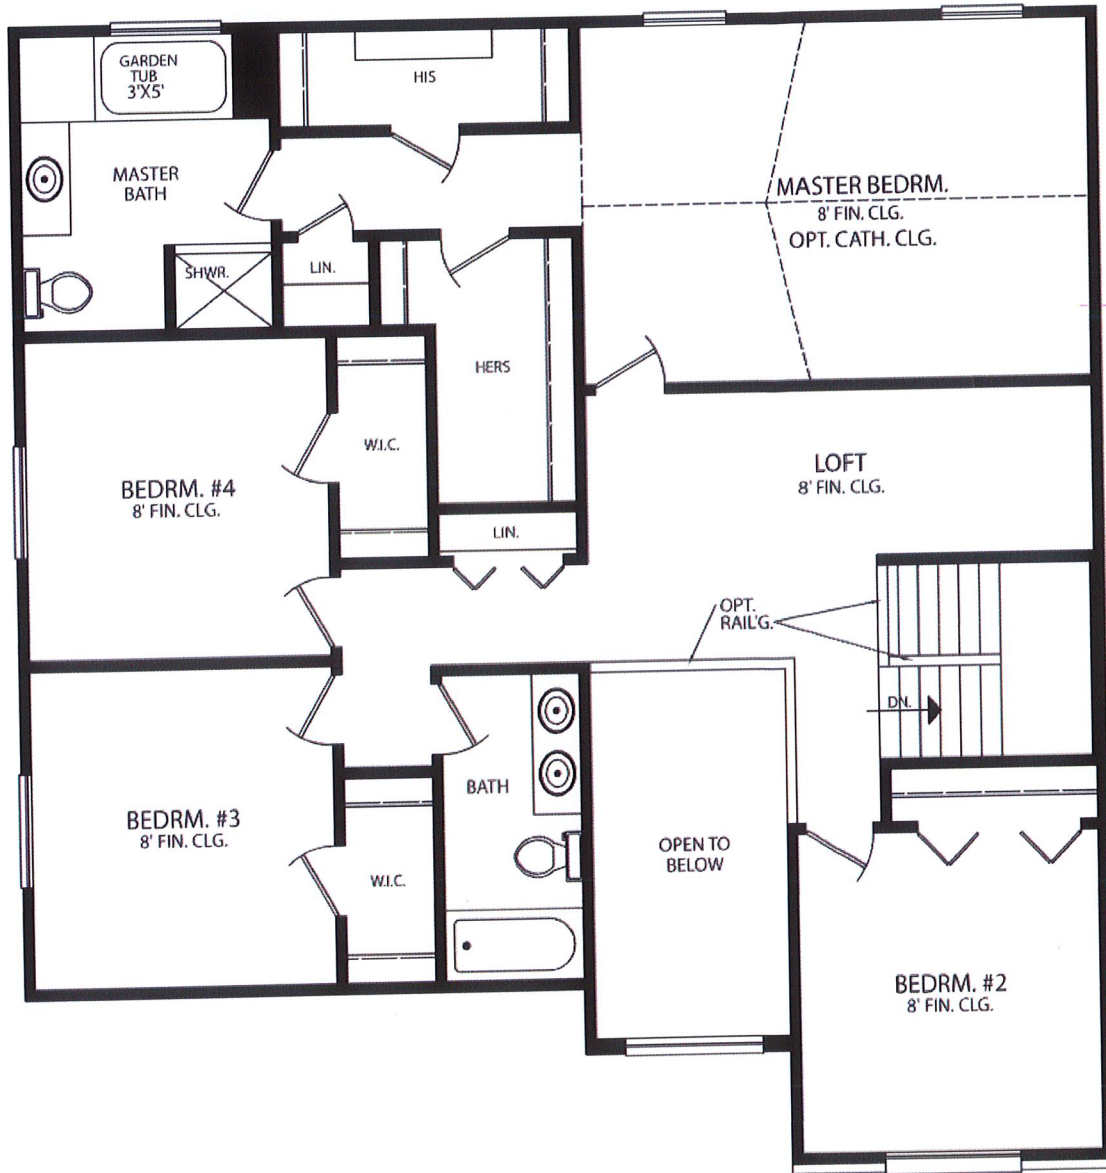 GARDEN
TUB
3'X5'
HIS
MASTER
BATH
MASTER BEDRM.
8' FIN. CLG.
OPT. CATH. CLG.
SHWR.
LIN.
HERS
W.I.C.
LOFT
8' FIN. CLG.
BEDRM. #4
8' FIN. CLG.
LIN.
OPT.
RAIL'G.
DN.
BATH
BEDRM. #3
8' FIN. CLG.
OPEN TO
BELOW
W.I.C.
BEDRM. #2
8' FIN. CLG.